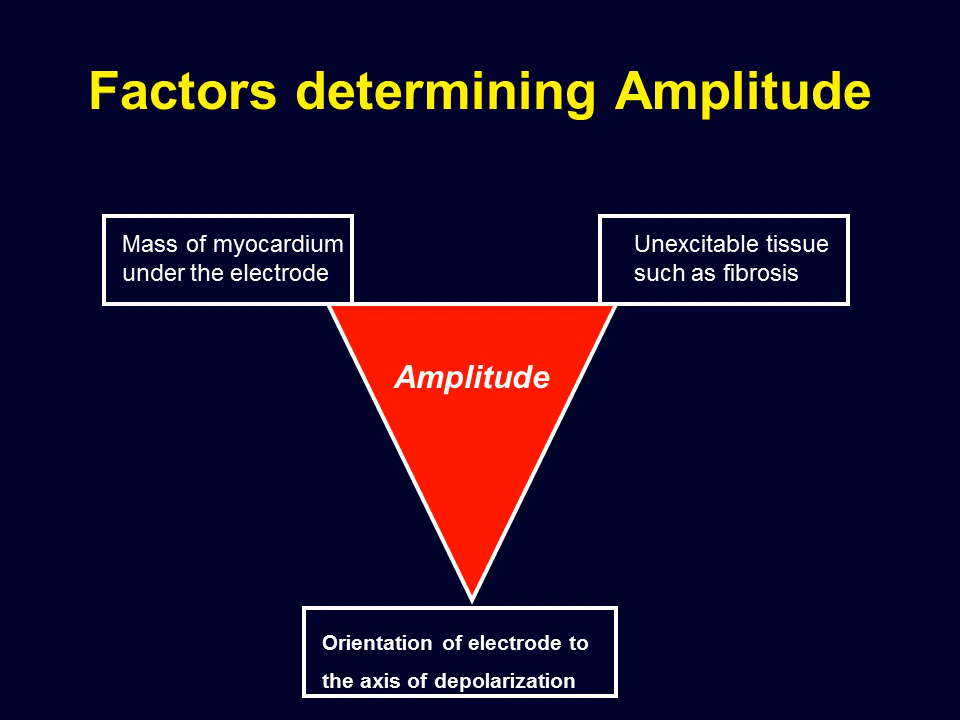 Factors determining Amplitude
Mass of myocardium
under the electrode
Unexcitable tissue
such as fibrosis
Amplitude
Orientation of electrode to
the axis of depolarization